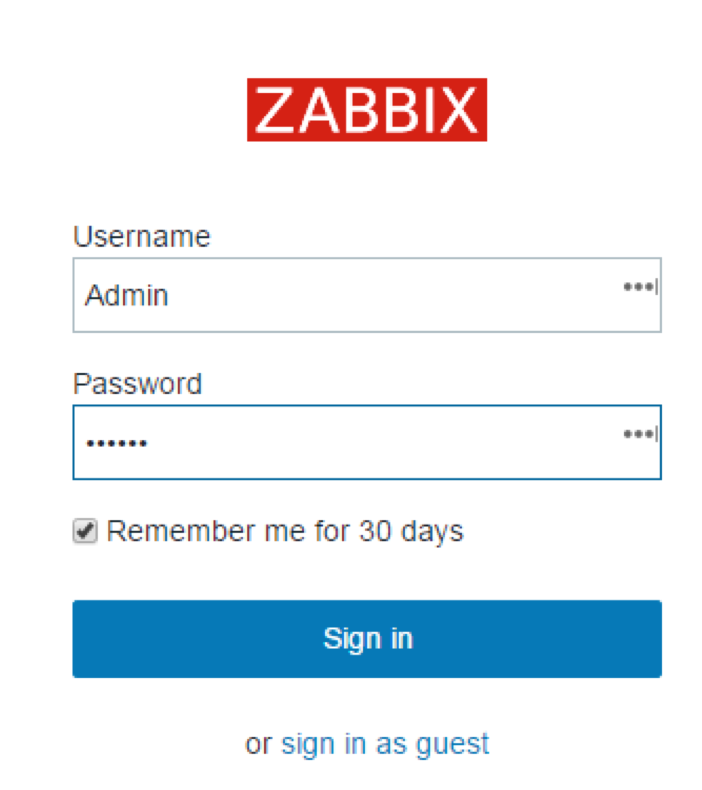 ZABBIX
Username
Admin
Password
••••••
Remember me for 30 days
Sign in
or sign in as guest